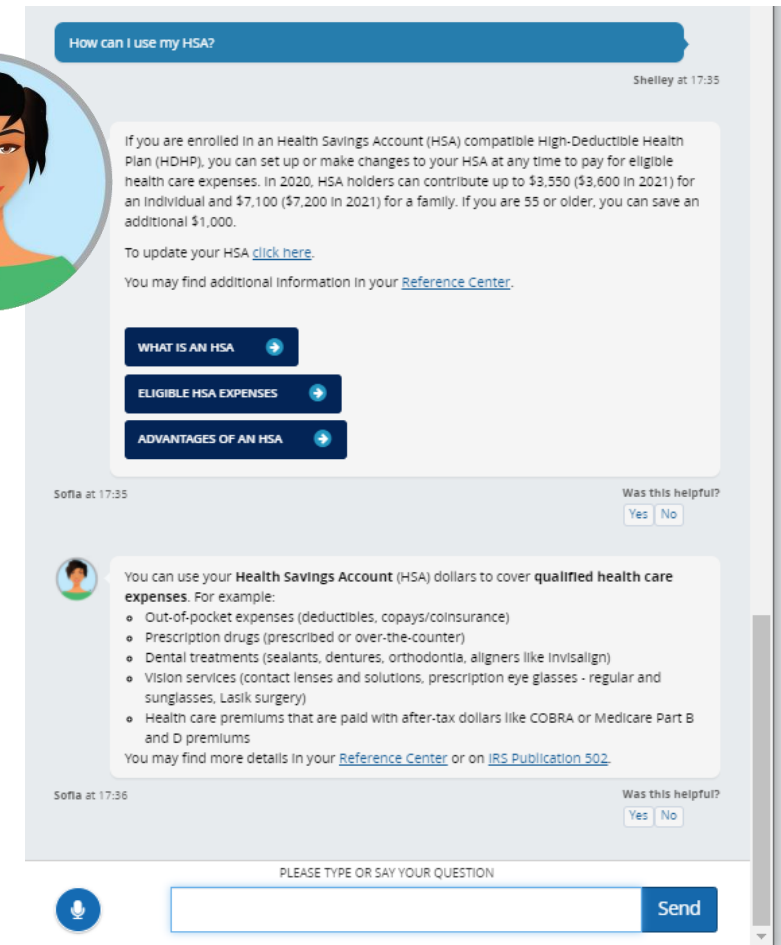 How can I use my HSA?
Shelley at 17:35
If you are enrolled in an Health Savings Account (HSA) compatible High-Deductible Health
Plan (HDHP), you can set up or make changes to your HSA at any time to pay for eligible
health care expenses. In 2020, HSA holders can contribute up to $3,550 ($3,600 in 2021) for
an individual and $7,100 ($7,200 in 2021) for a family. If you are 55 or older, you can save an
additional $1,000.
To update your HSA click here.
You may find additional information in your Reference Center.
WHAT IS AN HSA
ELIGIBLE HSA EXPENSES
ADVANTAGES OF AN HSA
Sofia at 17:35
Was this helpful?
Yes No
You can use your Health Savings Account (HSA) dollars to cover qualified health care
expenses. For example:
Out-of-pocket expenses (deductibles, copays/coinsurance)
Prescription drugs (prescribed or over-the-counter)
Dental treatments (sealants, dentures, orthodontia, aligners like Invisalign)
Vision services (contact lenses and solutions, prescription eye glasses - regular and
sunglasses, Lasik surgery)
Health care premiums that are paid with after-tax dollars like COBRA or Medicare Part B
and D premiums
You may find more details in your Reference Center or on IRS Publication 502.
Sofia at 17:36
Was this helpful?
Yes No
PLEASE TYPE OR SAY YOUR QUESTION
Send